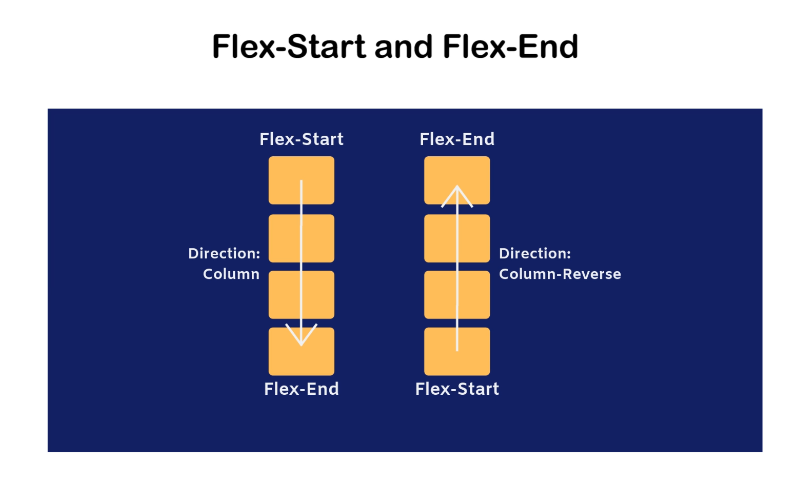 Flex-Start and Flex-End
Flex-Start
Flex-End
Direction:
Column
Direction:
Column-Reverse
Flex-End
Flex-Start